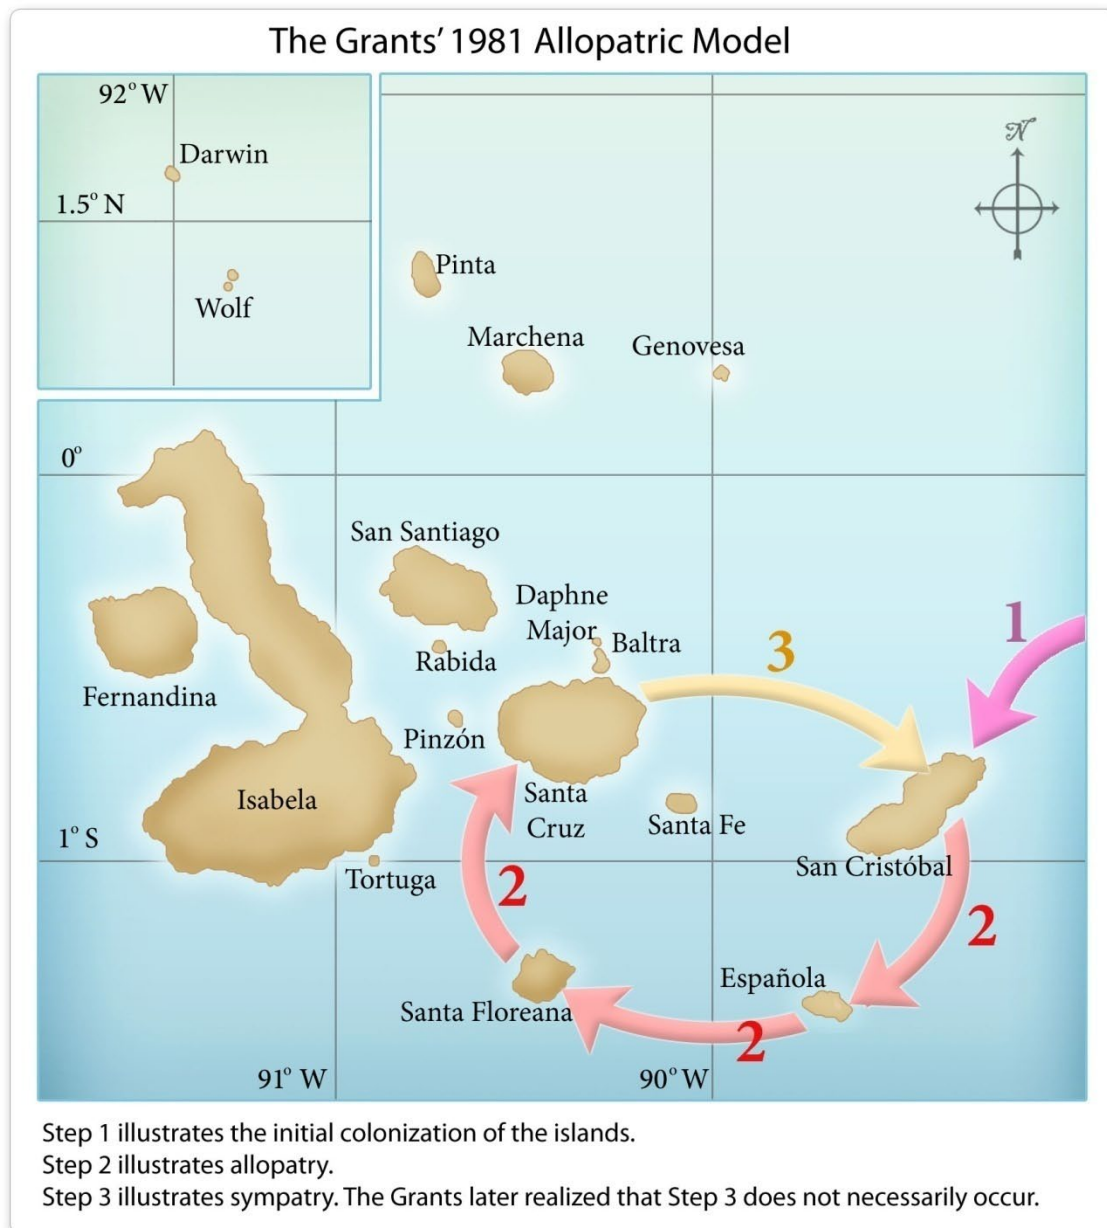 The Grants’ 1981 Allopatric Model
92° W
Darwin
1.5° N
Wolf
N
Pinta
Marchena
Genovesa
0°
San Santiago
Daphne
Major
Baltra
Rabida
Fernandina
Pinzón
3
1
Isabela
Santa
Cruz
Santa Fe
1° S
San Cristóbal
Tortuga
2
2
Española
Santa Floreana
2
91° W
90° W
Step 1 illustrates the initial colonization of the islands.
Step 2 illustrates allopatry.
Step 3 illustrates sympatry. The Grants later realized that Step 3 does not necessarily occur.